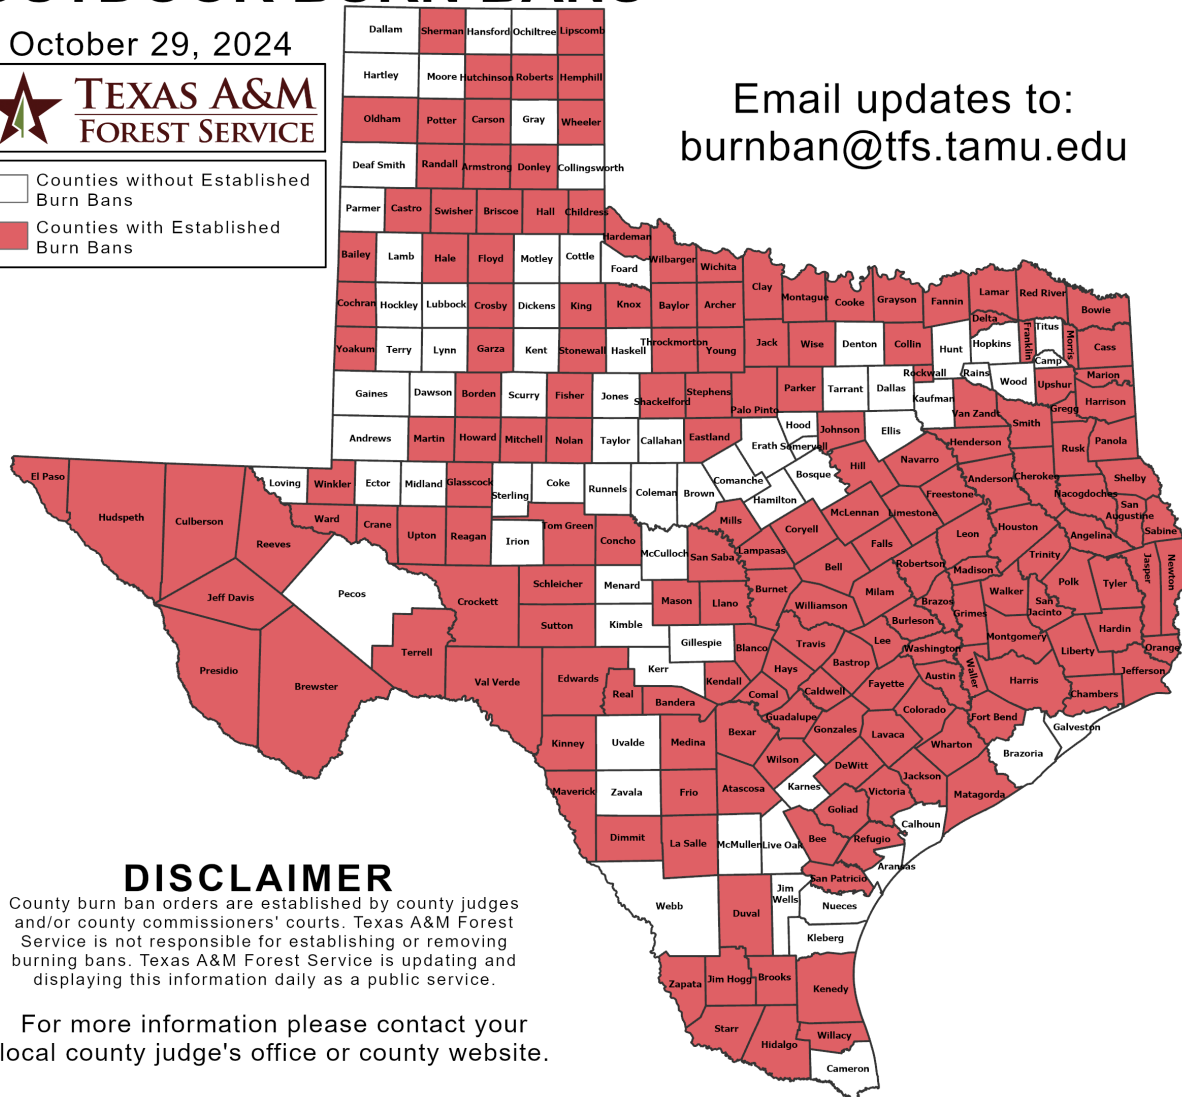 OUTDOOR BURN BANS
October 29, 2024
TEXAS A&M
FOREST SERVICE
Counties without Established
Burn Bans
Counties with Established
Burn Bans
Email updates to:
burnban@tfs.tamu.edu
Dallam Sherman Hansford Ochiltree Lipscomb
Hartley Moore Hutchinson Roberts Hemphill
Oldham Potter Carson Gray Wheeler
Deaf Smith Randall Armstrong Donley Collingsworth
Parmer Castro Swisher Briscoe Hall Childress
Hardeman
Bailey Lamb Hale Floyd Motley Cottle Foard Wilbarger Wichita
Clay Montague Cooke Grayson Fannin Lamar Red River Bowie
Cochran Hockley Lubbock Crosby Dickens King Knox Baylor Archer
Delta Franklin Titus Morris Cass
Yoakum Terry Lynn Garza Kent Stonewall Haskell Throckmorton Young Jack Wise Denton Collin Hunt Hopkins Camp
Rockwall Rains Wood Upshur Marion
Gaines Dawson Borden Scurry Fisher Jones Shackelford Stephens Palo Pinto Parker Tarrant Dallas Kaufman Van Zandt Gregg Harrison
Andrews Martin Howard Mitchell Nolan Taylor Callahan Eastland Erath Hood Somervell Johnson Ellis Henderson Smith Rusk Panola
El Paso Hudspeth Culberson Reeves Loving Winkler Ector Midland Glasscock Sterling Coke Runnels Coleman Brown Comanche Hamilton Bosque Hill Navarro Anderson Cherokee Nacogdoches Shelby
Ward Crane Upton Reagan Irion Tom Green Concho McCulloch San Saba Mills Lampasas Coryell McLennan Limestone Freestone Leon Houston Angelina San
Augustine Sabine
Jeff Davis Pecos Crockett Schleicher Menard Mason Llano Burnet Bell Falls Robertson Madison Trinity Polk Tyler Jasper Newton
Sutton Kimble Gillespie Blanco Williamson Milam Brazos Grimes Walker San
Jacinto Hardin
Presidio Brewster Terrell Val Verde Edwards Kerr Kendall Hays Travis Bastrop Lee Burleson Washington Montgomery Liberty Orange
Real Bandera Comal Caldwell Fayette Austin Waller Harris Chambers Jefferson
Kinney Uvalde Medina Bexar Guadalupe Gonzales Lavaca Colorado Fort Bend Galveston
Wilson DeWitt Wharton Brazoria
Maverick Zavala Frio Atascosa Karnes Victoria Jackson Matagorda
Dimmit La Salle McMullen Live Oak Bee Goliad Refugio Calhoun
Aransas
San Patricio
Webb Duval Jim
Wells Nueces
Kleberg
Zapata Jim Hogg Brooks Kenedy
Starr Hidalgo Willacy
Cameron
DISCLAIMER
County burn ban orders are established by county judges
and/or county commissioners' courts. Texas A&M Forest
Service is not responsible for establishing or removing
burning bans. Texas A&M Forest Service is updating and
displaying this information daily as a public service.
For more information please contact your
local county judge's office or county website.